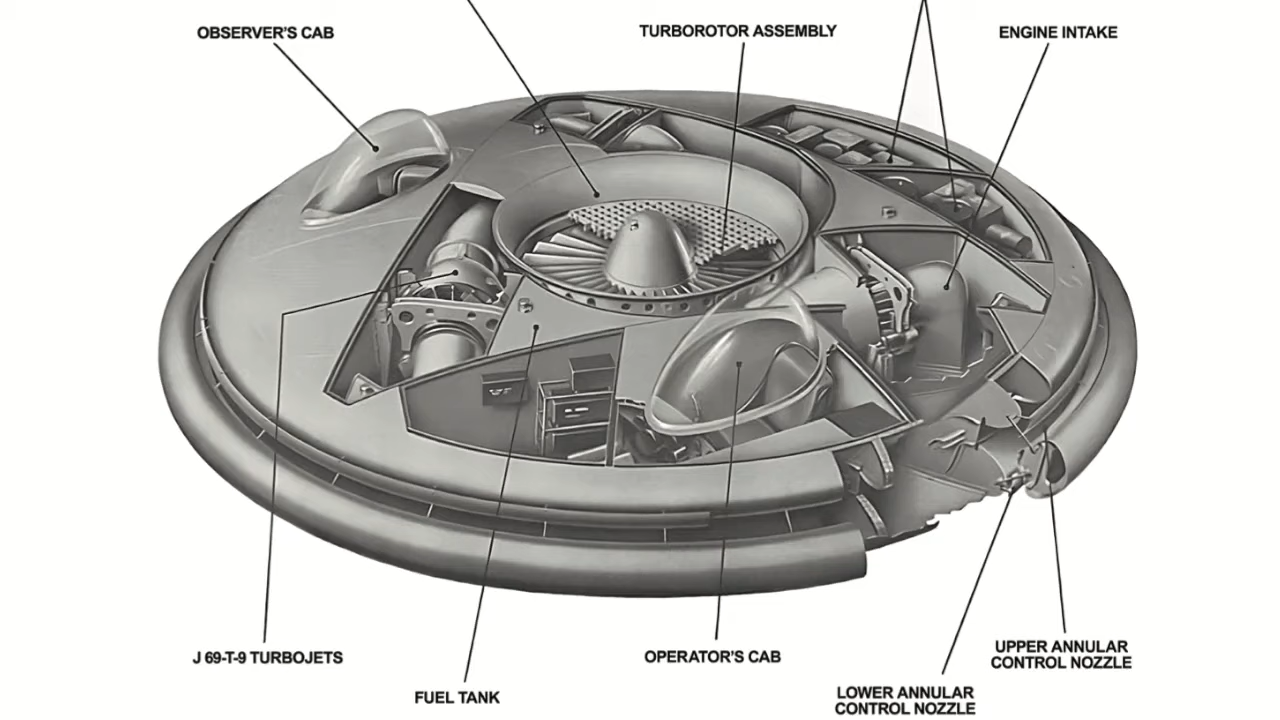 OBSERVER'S CAB
TURBOROTOR ASSEMBLY
ENGINE INTAKE
J 69-T-9 TURBOJETS
FUEL TANK
OPERATOR'S CAB
LOWER ANNULAR
CONTROL NOZZLE
UPPER ANNULAR
CONTROL NOZZLE